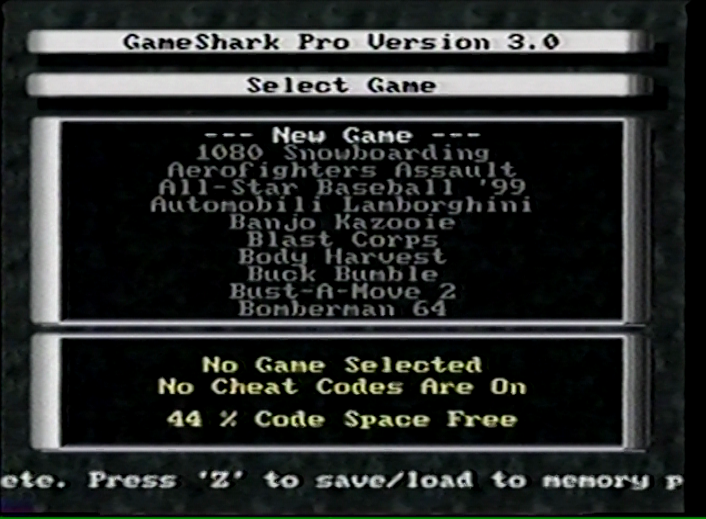 GameShark Pro Version 3.0
Select Game
--- New Game ---
1080 Snowboarding
Aerofighters Assault
All-Star Baseball '99
Automobili Lamborghini
Banjo Kazooie
Blast Corps
Body Harvest
Buck Bumble
Bust-A-Move 2
Bomberman 64
No Game Selected
No Cheat Codes Are On
44 % Code Space Free
ete. Press 'Z' to save/load to memory p